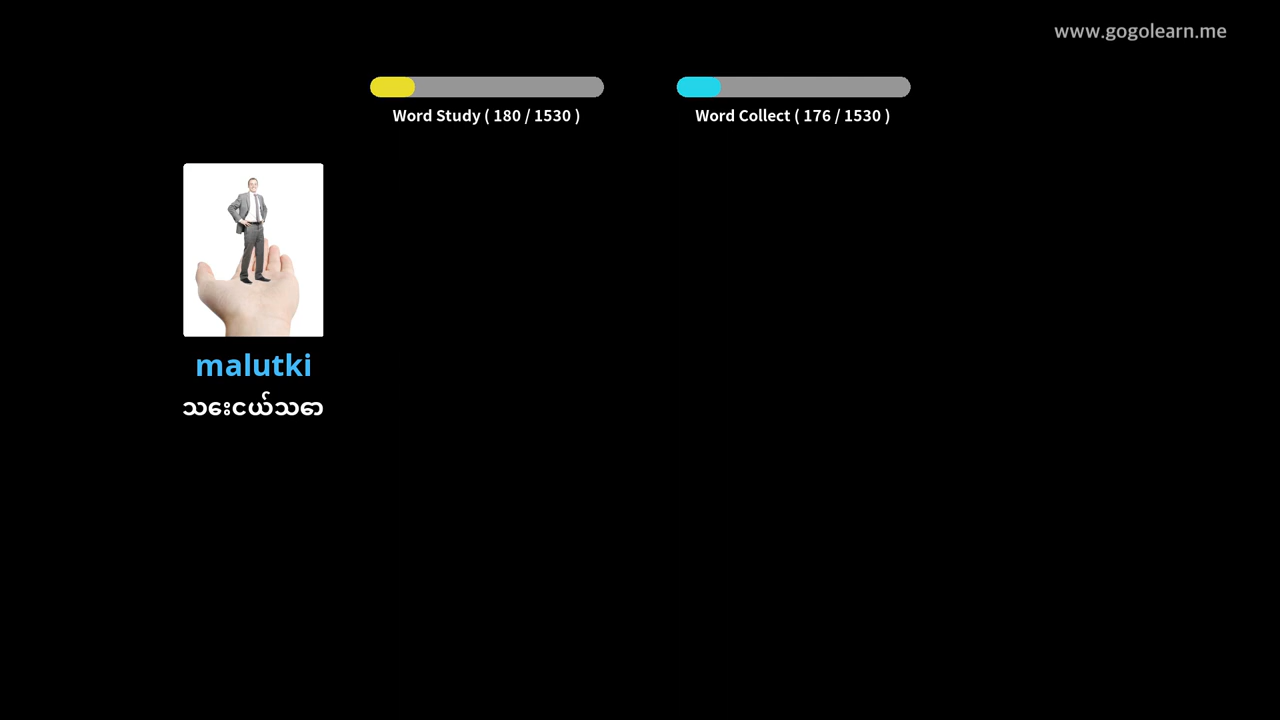 www.gogolearn.me
Word Study ( 180 / 1530 )
Word Collect ( 176 / 1530 )
malutki
သေးငယ်သော